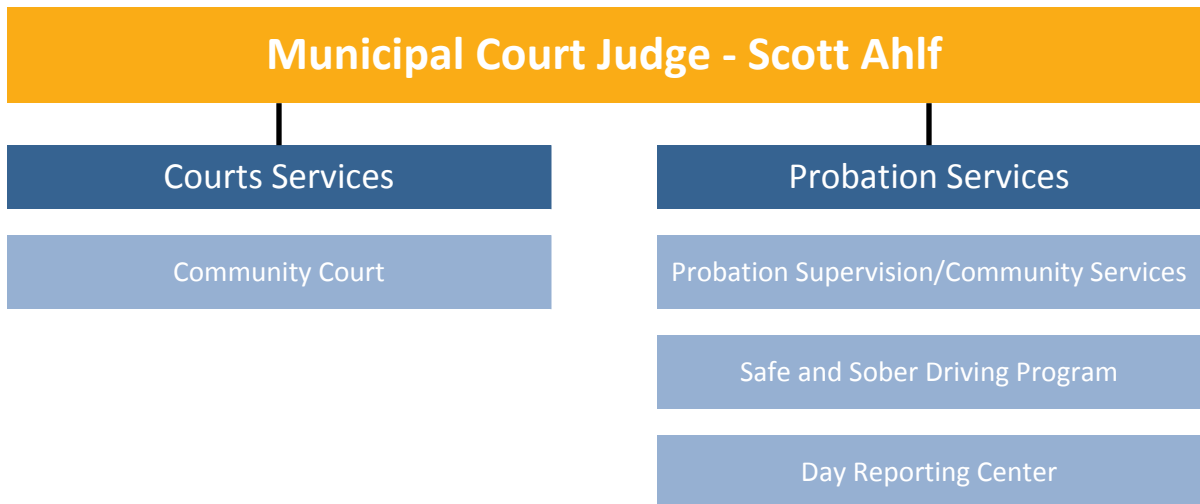 Municipal Court Judge - Scott Ahlf
Courts Services
Community Court
Probation Services
Probation Supervision/Community Services
Safe and Sober Driving Program
Day Reporting Center